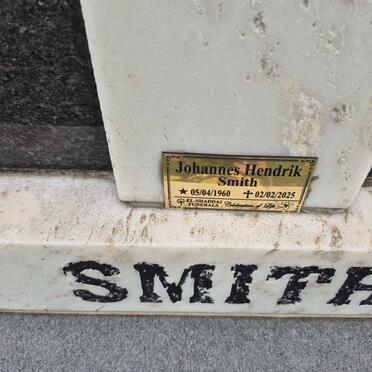 Johannes Hendrik
Smith
★ 05/04/1960 ✝ 02/02/2025
EL-SHADDAI
FUNERALS Celebration of Life
SMITH